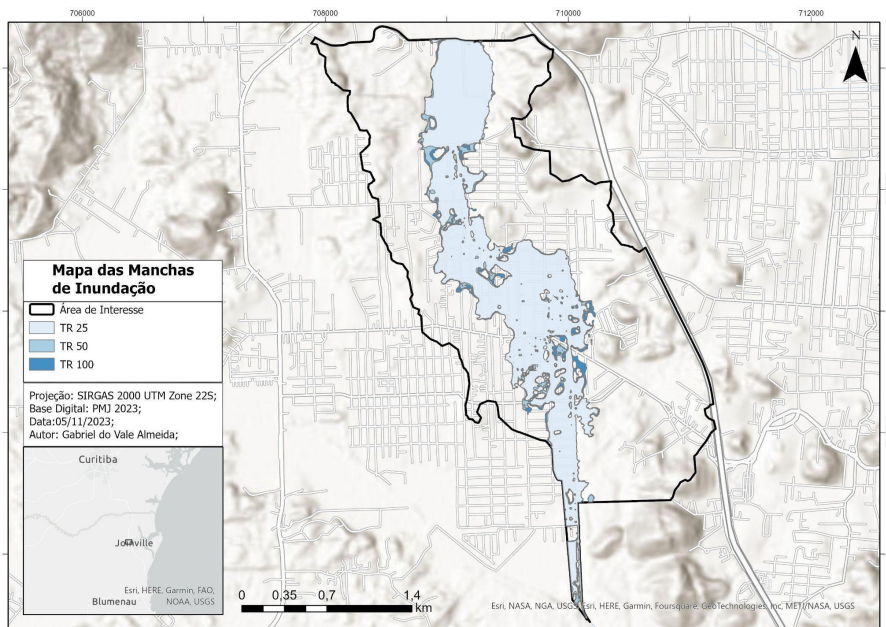 706000
708000
710000
712000
N
Mapa das Manchas
de Inundação
Área de Interesse
TR 25
TR 50
TR 100
Projeção: SIRGAS 2000 UTM Zone 22S;
Base Digital: PMJ 2023;
Data:05/11/2023;
Autor: Gabriel do Vale Almeida;
Curitiba
Joinville
Blumenau
Esri, HERE, Garmin, FAO,
NOAA, USGS
0 0,35 0,7 1,4
km
Esri, NASA, NGA, USGS, Esri, HERE, Garmin, Foursquare, GeoTechnologies, Inc, METI/NASA, USGS